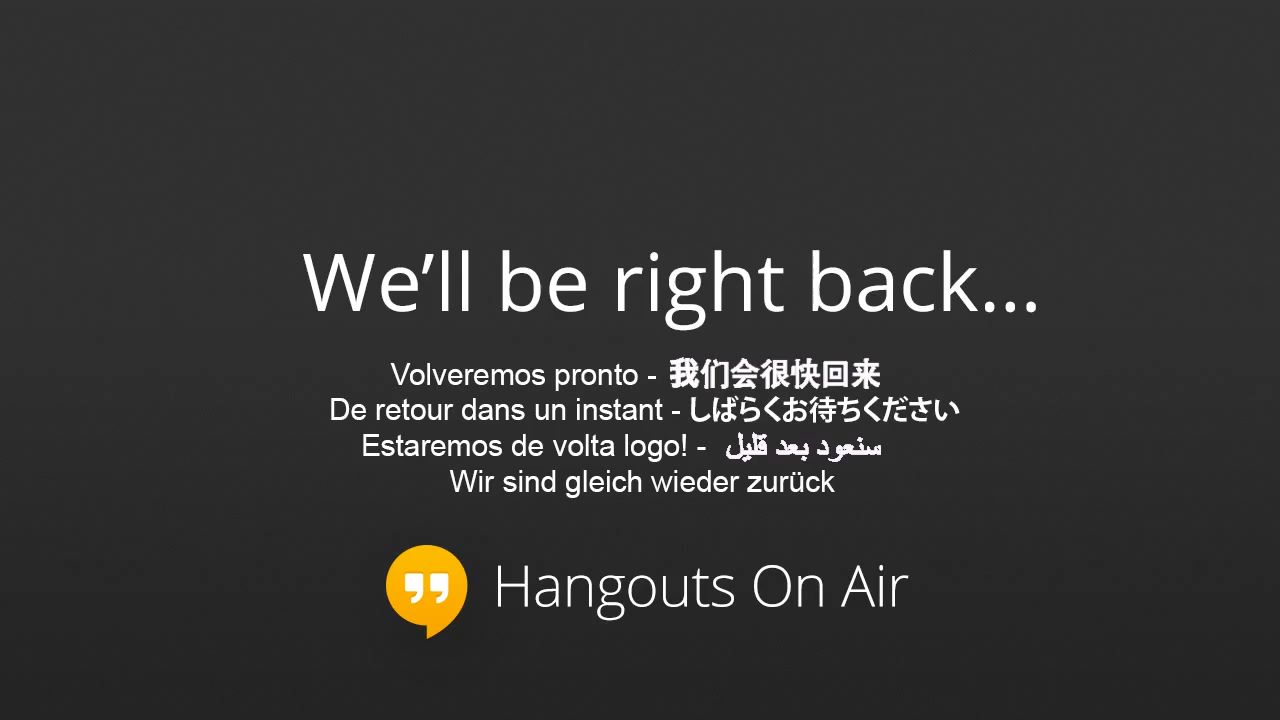 We’ll be right back...
Volveremos pronto - 我们会很快回来
De retour dans un instant - しばらくお待ちください
Estaremos de volta logo! - سنعود بعد قليل
Wir sind gleich wieder zurück
Hangouts On Air